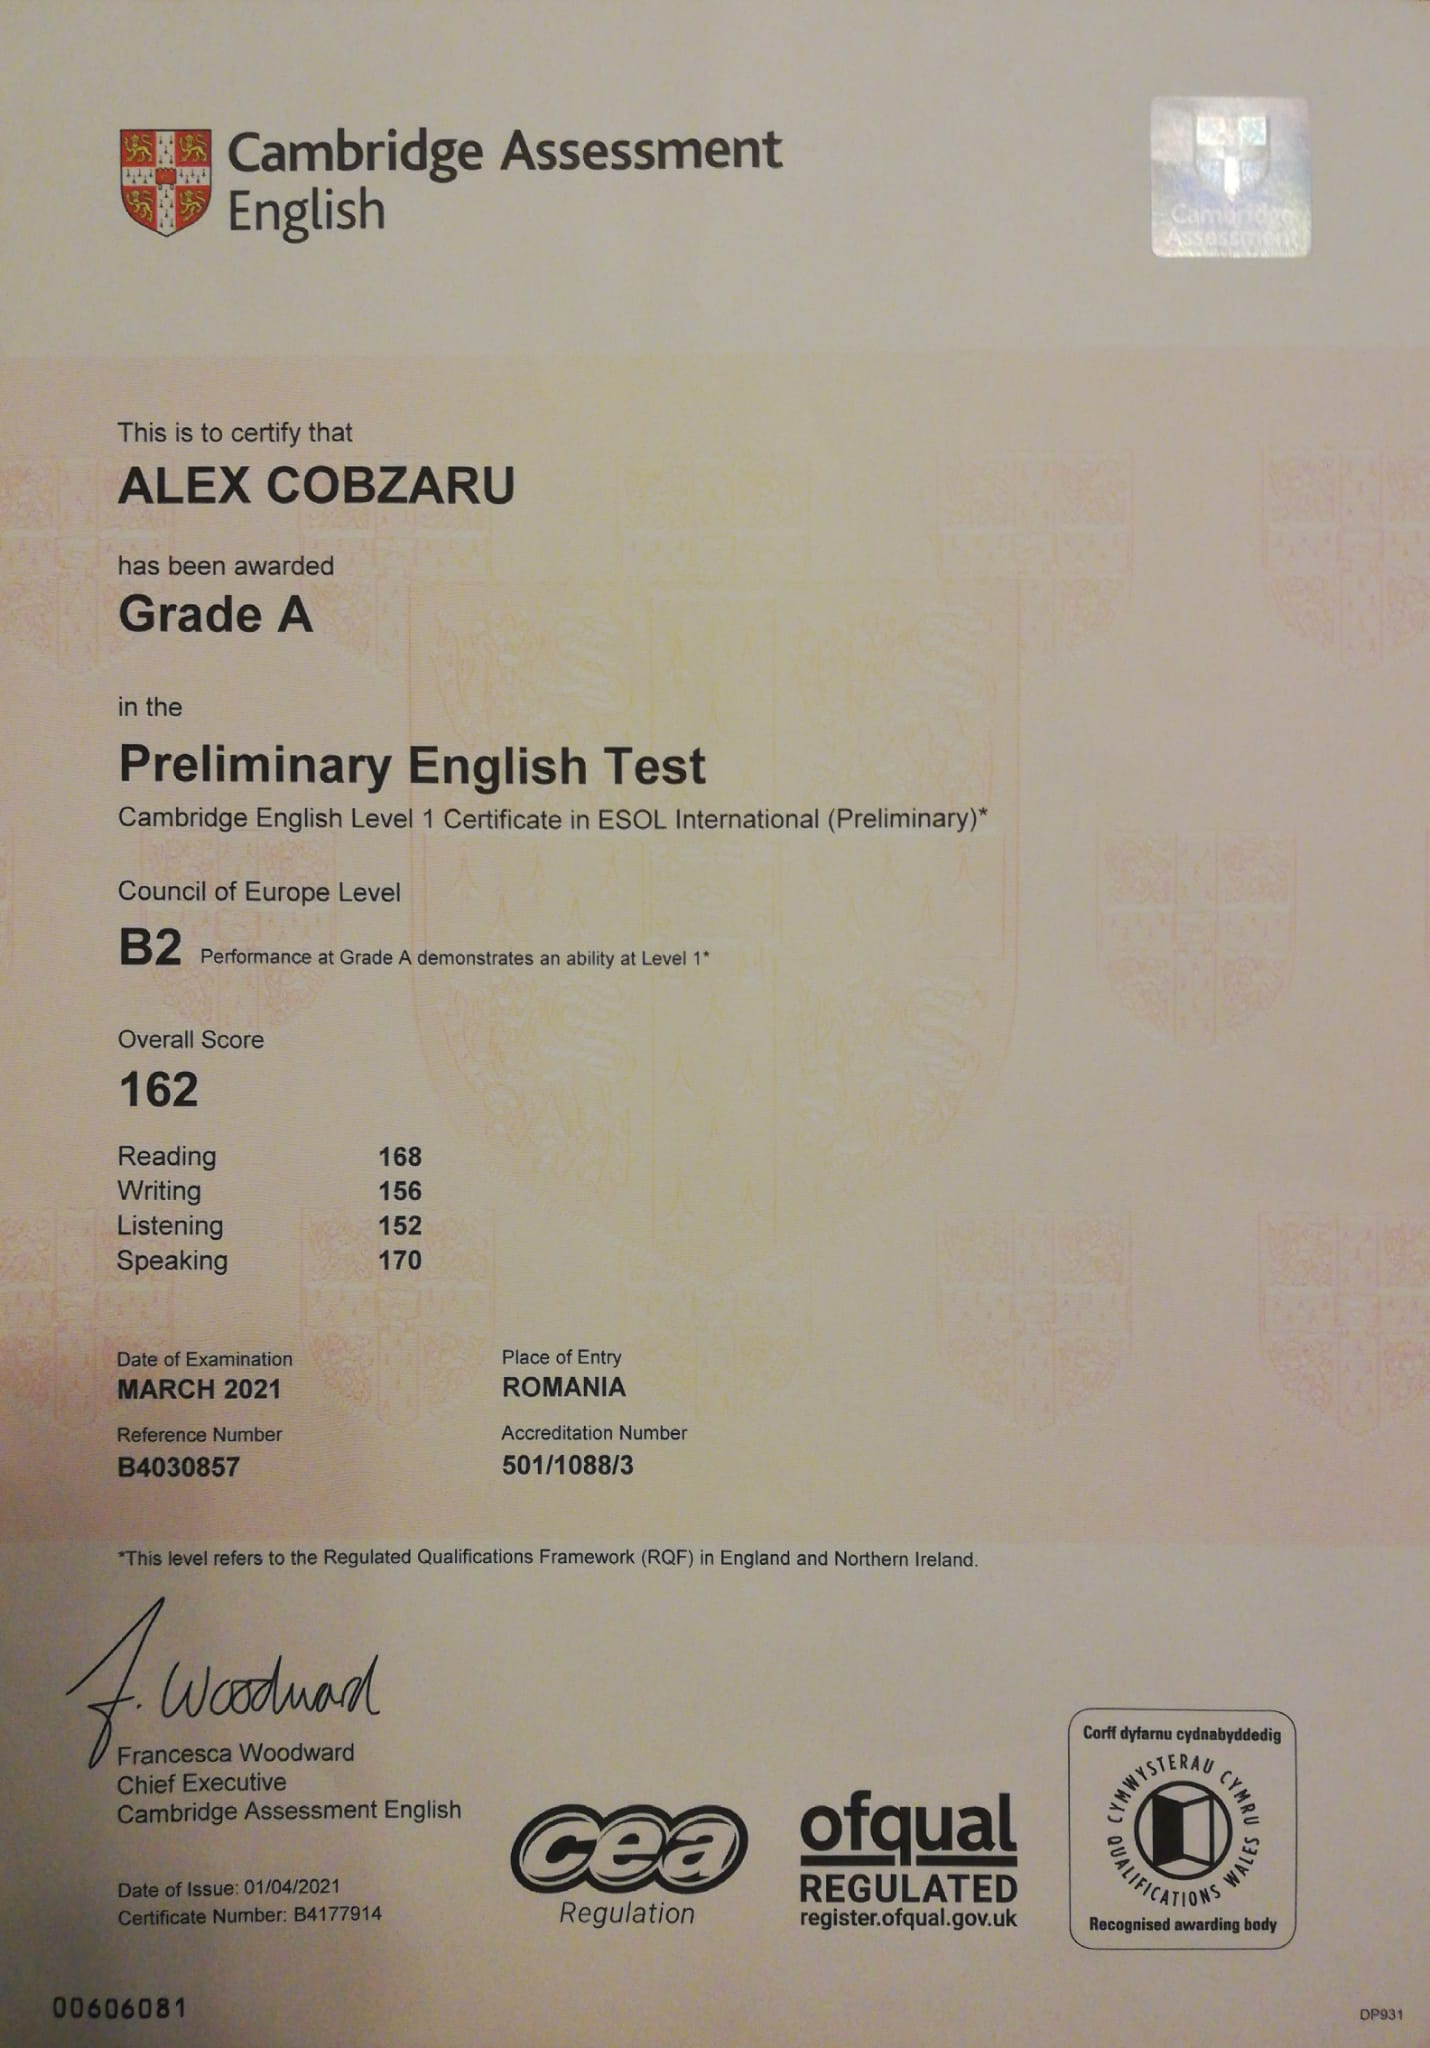 Cambridge Assessment
English
Cambridge
Assessment
This is to certify that
ALEX COBZARU
has been awarded
Grade A
in the
Preliminary English Test
Cambridge English Level 1 Certificate in ESOL International (Preliminary)*
Council of Europe Level
B2 Performance at Grade A demonstrates an ability at Level 1*
Overall Score
162
Reading 168
Writing 156
Listening 152
Speaking 170
Date of Examination Place of Entry
MARCH 2021 ROMANIA
Reference Number Accreditation Number
B4030857 501/1088/3
*This level refers to the Regulated Qualifications Framework (RQF) in England and Northern Ireland.
F. Woodward
Francesca Woodward
Chief Executive
Cambridge Assessment English
Date of Issue: 01/04/2021
Certificate Number: B4177914
cea
Regulation
ofqual
REGULATED
register.ofqual.gov.uk
Corff dyfarnu cydnabyddedig
CYMWYSTERAU CYMRU
QUALIFICATIONS WALES
Recognised awarding body
00606081
DP931